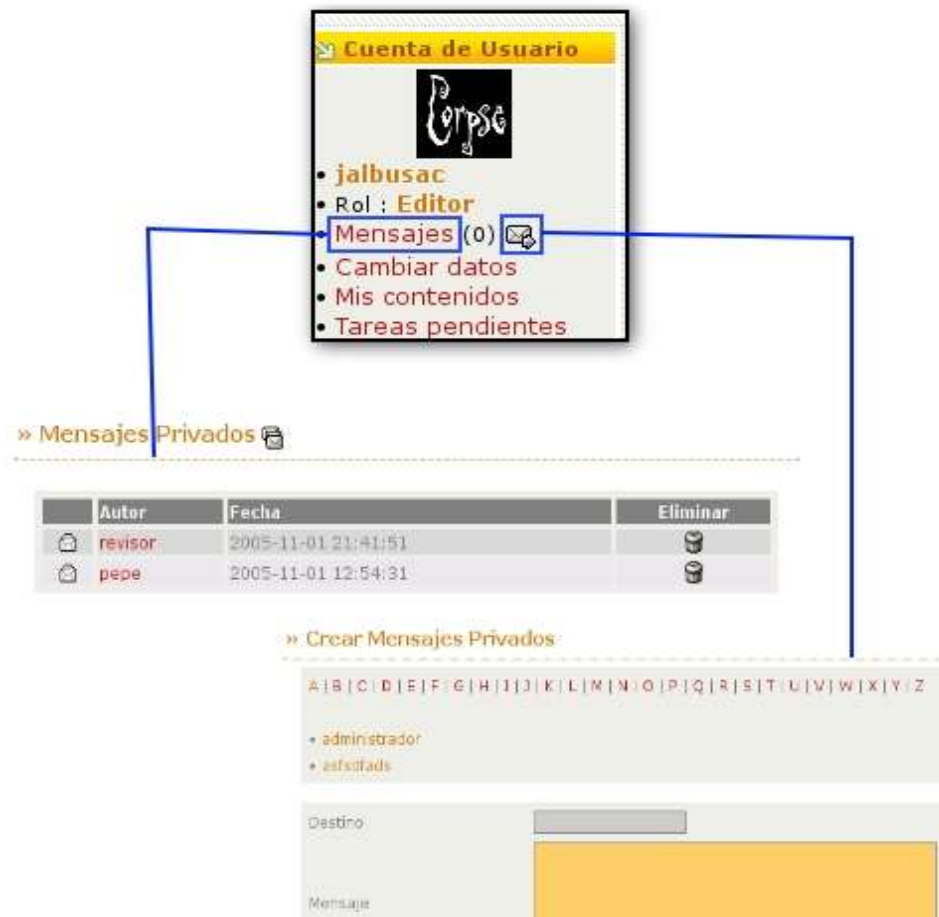 Cuenta de Usuario
Corpse
• jalbusac
• Rol : Editor
• Mensajes (0)
• Cambiar datos
• Mis contenidos
• Tareas pendientes
» Mensajes Privados
Autor Fecha Eliminar
revisor 2005-11-01 21:41:51
pepe 2005-11-01 12:54:31
» Crear Mensajes Privados
A | B | C | D | E | F | G | H | I | J | K | L | M | N | O | P | Q | R | S | T | U | V | W | X | Y | Z
• administrador
Destino
Mensaje